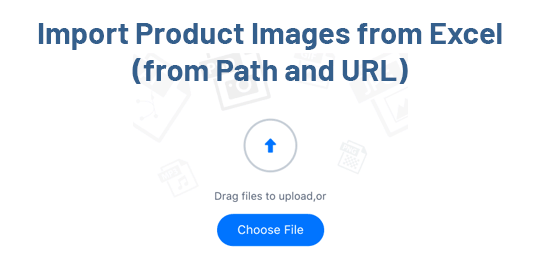 Import Product Images from Excel
(from Path and URL)
Drag files to upload,or
Choose File